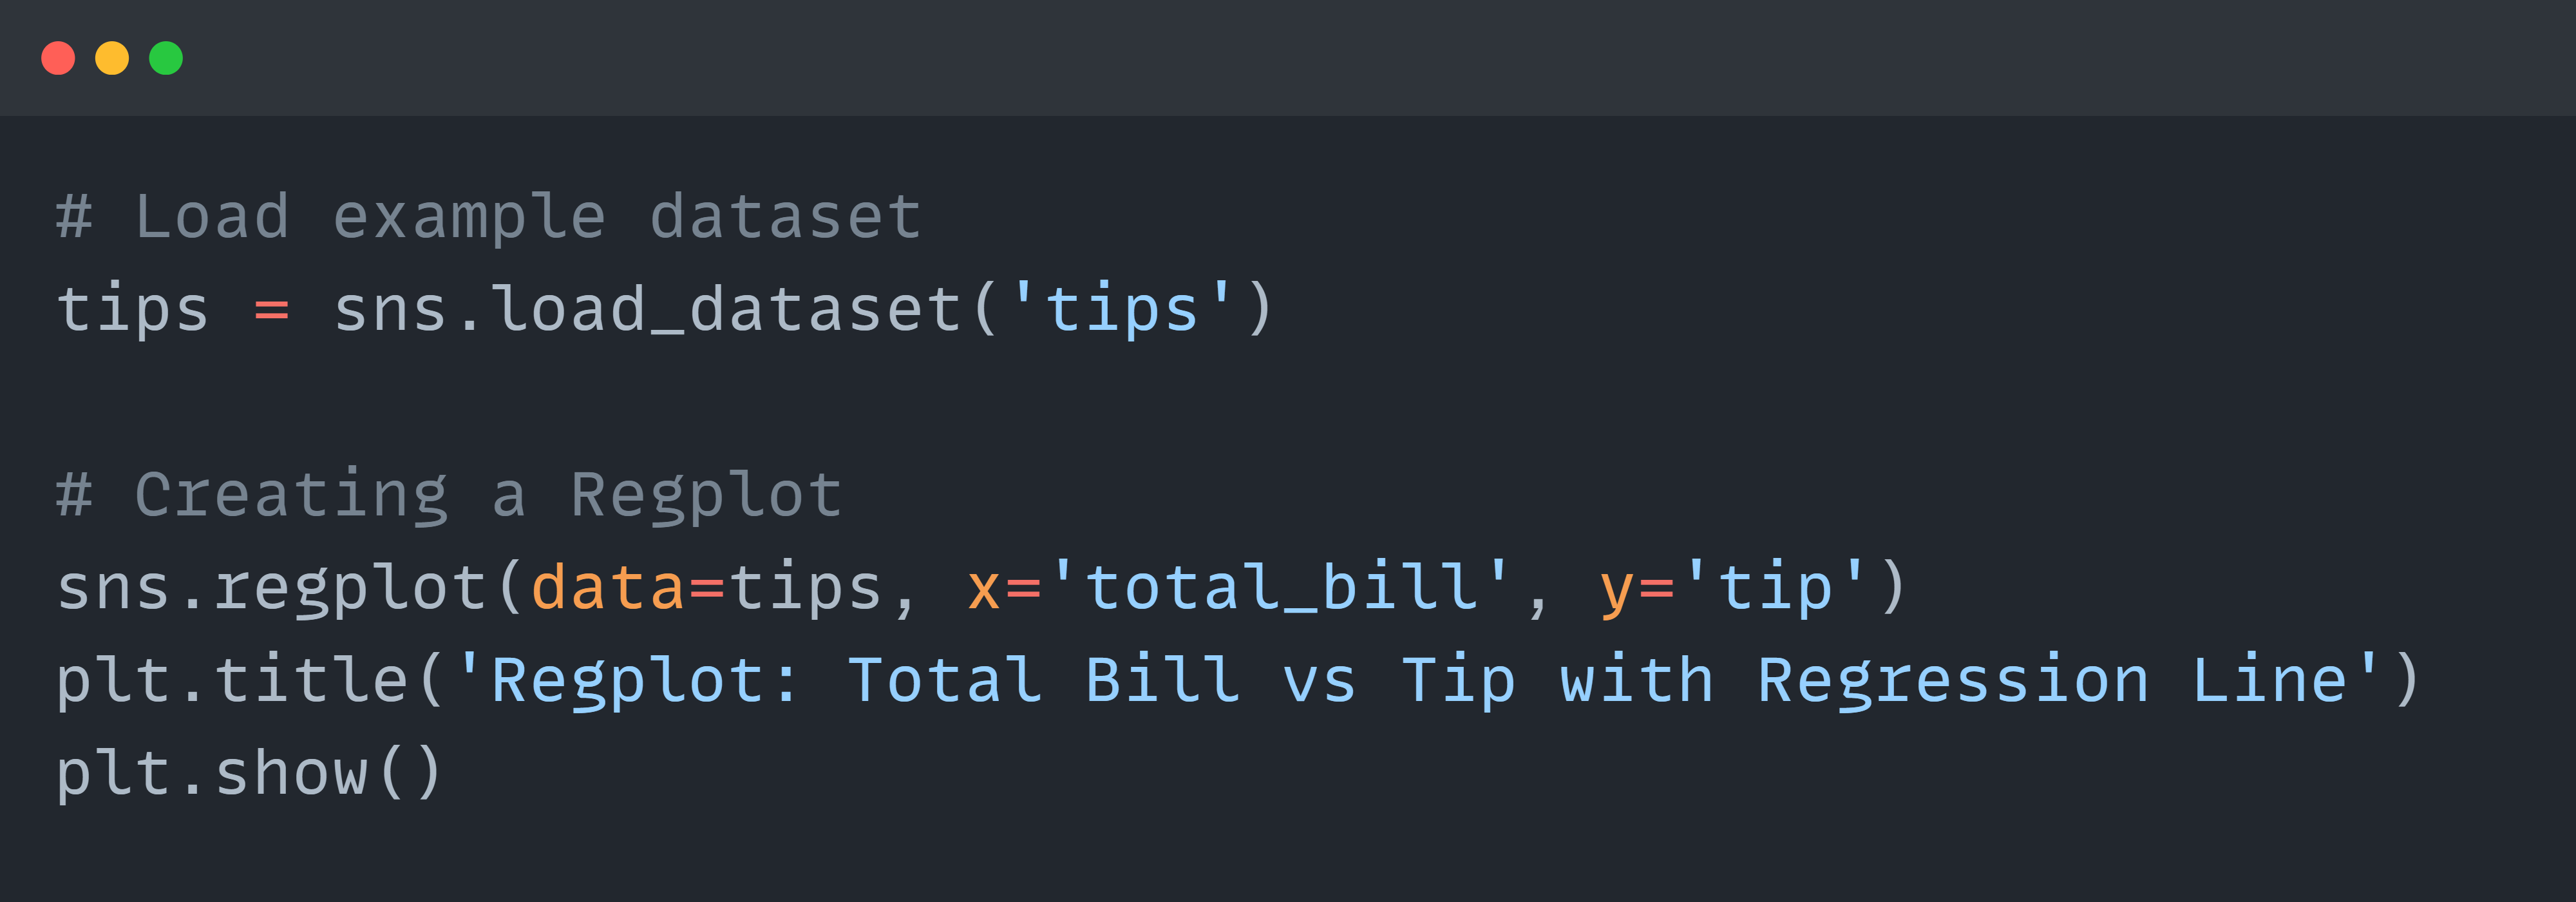 # Load example dataset
tips = sns.load_dataset('tips')
# Creating a Regplot
sns.regplot(data=tips, x='total_bill', y='tip')
plt.title('Regplot: Total Bill vs Tip with Regression Line')
plt.show()